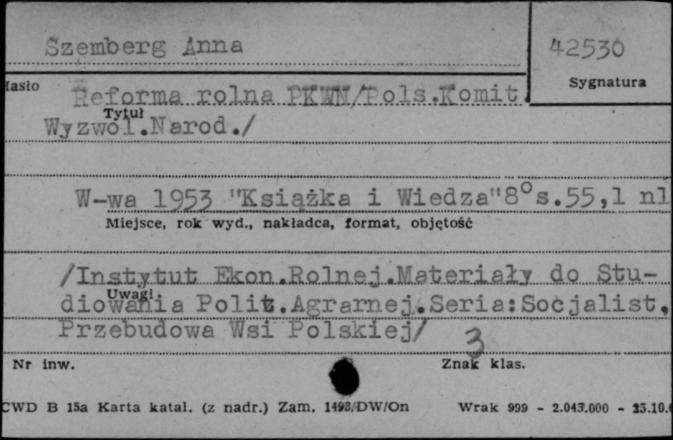 Szemberg Anna
42530
Hasło
Sygnatura
Reforma rolna PKWN/Pols.Komit.
Tytuł
Wyzwol.Narod./
W-wa 1953 "Książka i Wiedza"8° s.55,1 nl
Miejsce, rok wyd., nakładca, format, objętość
/Instytut Ekon.Rolnej.Materiały do Stu-
Uwagi
diowania Polit.Agrarnej.Seria:Socjalist.
Przebudowa Wsi Polskiej/
3
Nr inw.
Znak klas.
CWD B 15a Karta katal. (z nadr.) Zam. 1493/DW/On
Wrak 999 - 2.045.000 - 25.10.